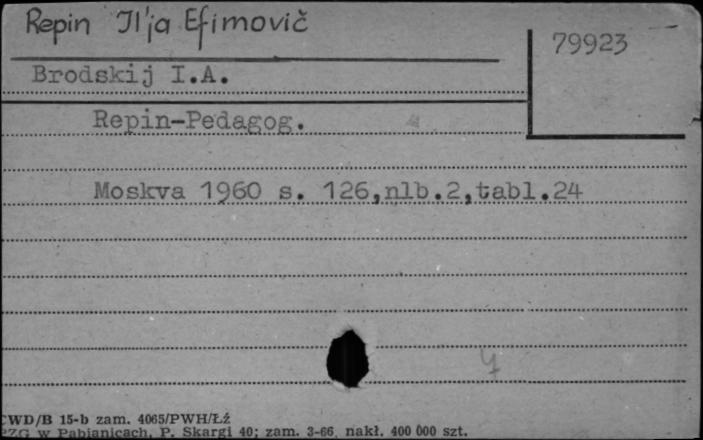 Repin Il'ja Efimovič
79923
Brodskij I.A.
Repin-Pedagog.
Moskva 1960 s. 126,nlb.2,tabl.24
4
CWD/B 15-b zam. 4065/PWH/Łź
PZG w Pabianicach, P. Skargi 40; zam. 3-66 nakł. 400 000 szt.